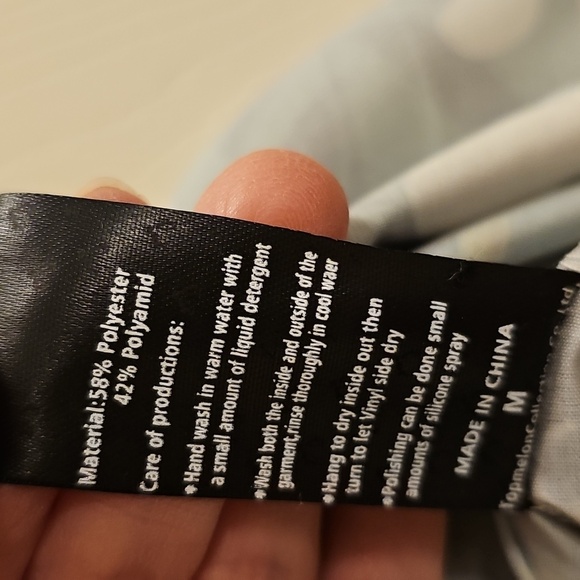 Material:58% Polyester
42% Polyamid
Care of productions:
•Hand wash in warm water with
a small amount of liquid detergent
•Wash both the inside and outside of the
garment,rinse thoroughly in cool waer
•Hang to dry inside out then
turn to let Vinyl side dry
•Polishing can be done small
amounts of silicone spray
MADE IN CHINA
M
Co.,Ltd.